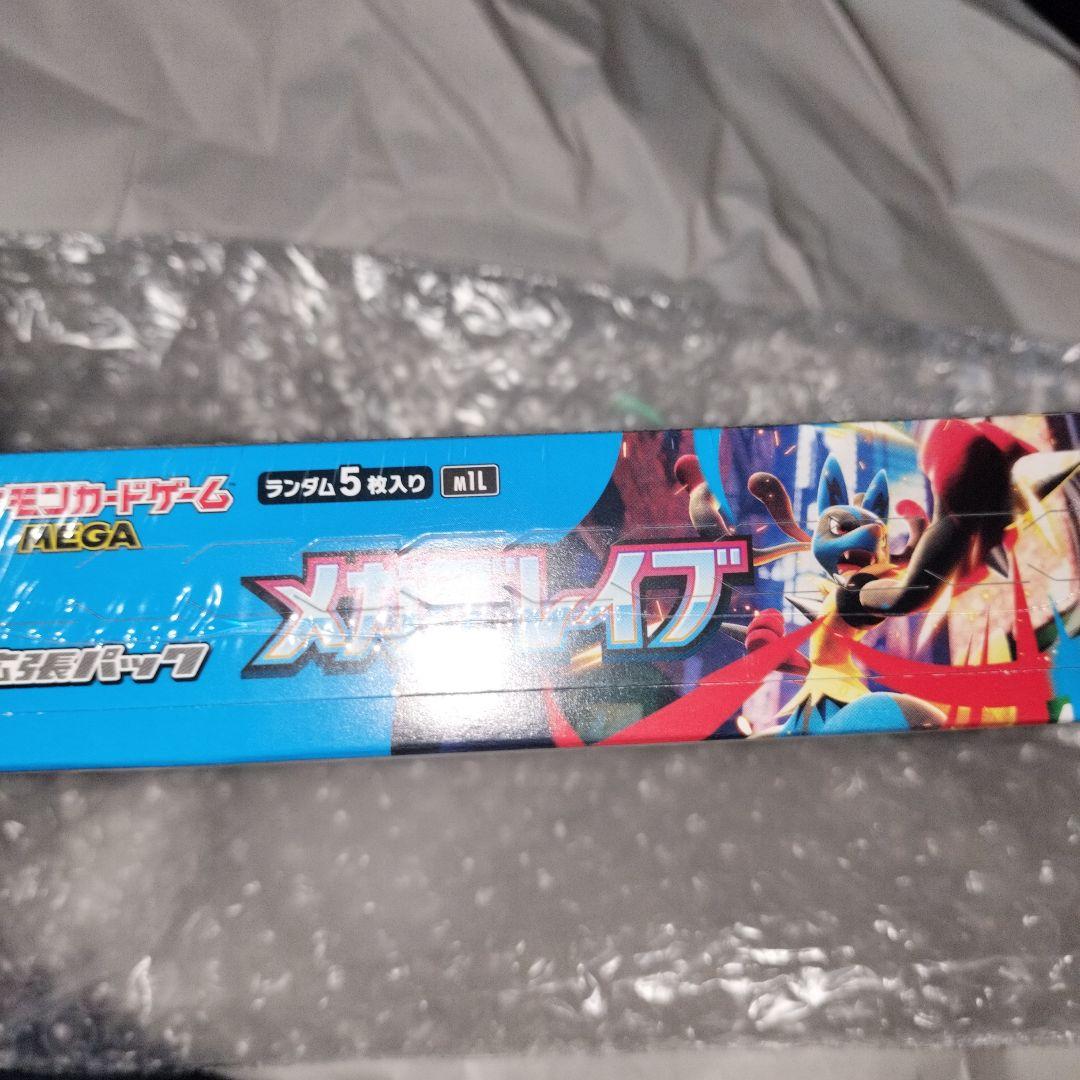 モンカードゲーム
MEGA
ランダム5枚入り M1L
メガブレイブ
拡張パック